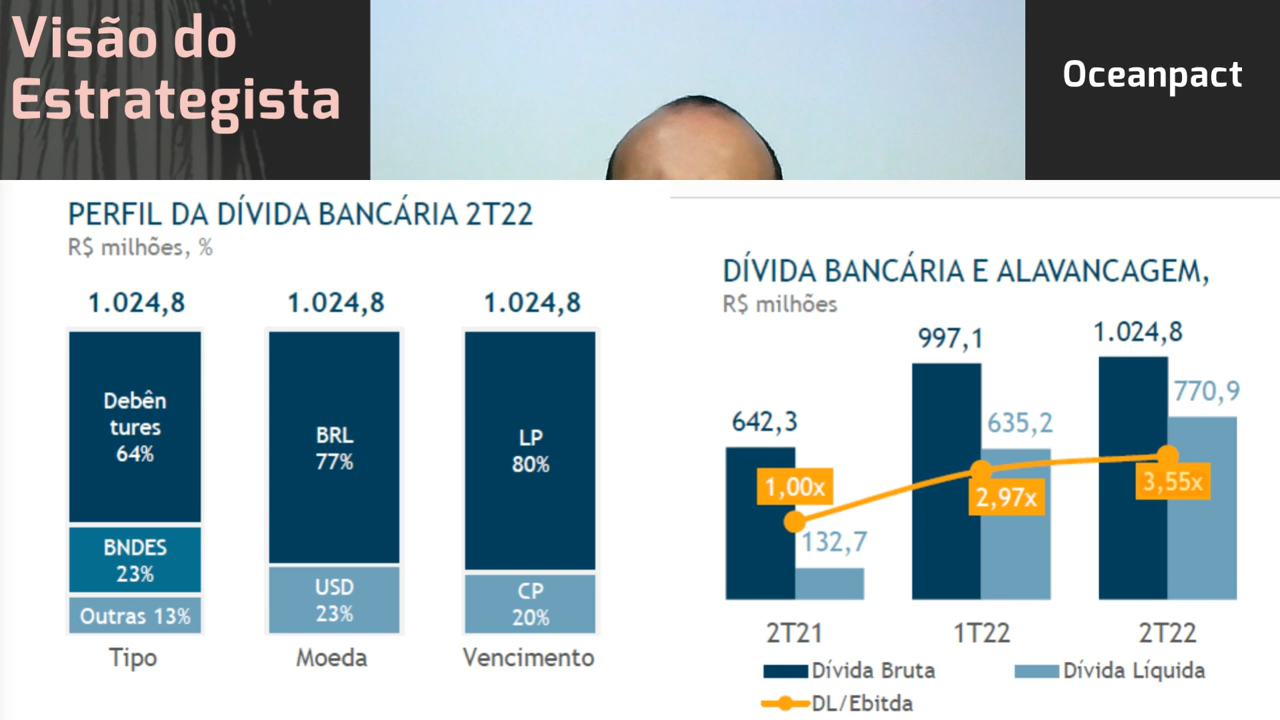 Visão do
Estrategista
Oceanpact
PERFIL DA DÍVIDA BANCÁRIA 2T22
R$ milhões, %
1.024,8
1.024,8
1.024,8
Debên
tures
64%
BNDES
23%
Outras 13%
BRL
77%
USD
23%
LP
80%
CP
20%
Tipo
Moeda
Vencimento
DÍVIDA BANCÁRIA E ALAVANCAGEM,
R$ milhões
642,3
997,1
1.024,8
132,7
635,2
770,9
1,00x
2,97x
3,55x
2T21
1T22
2T22
Dívida Bruta
Dívida Líquida
DL/Ebitda